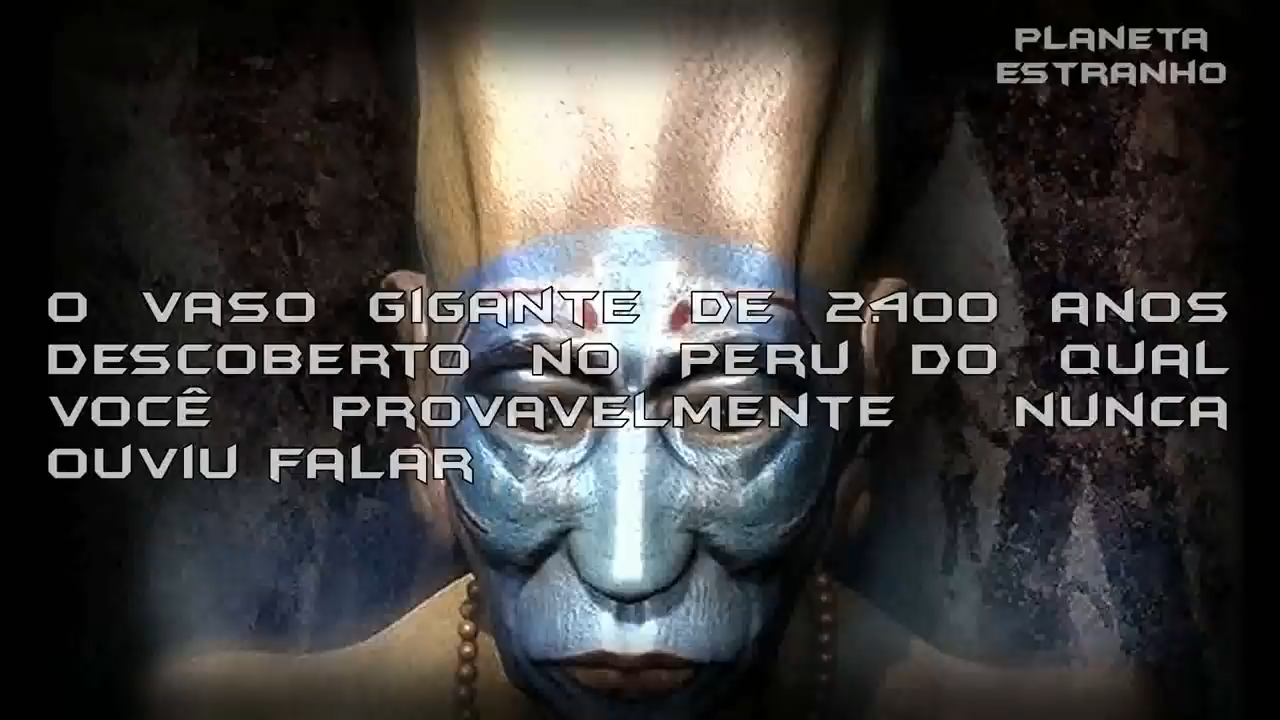 PLANETA
ESTRANHO
O VASO GIGANTE DE 2.400 ANOS
DESCOBERTO NO PERU DO QUAL
VOCÊ PROVAVELMENTE NUNCA
OUVIU FALAR